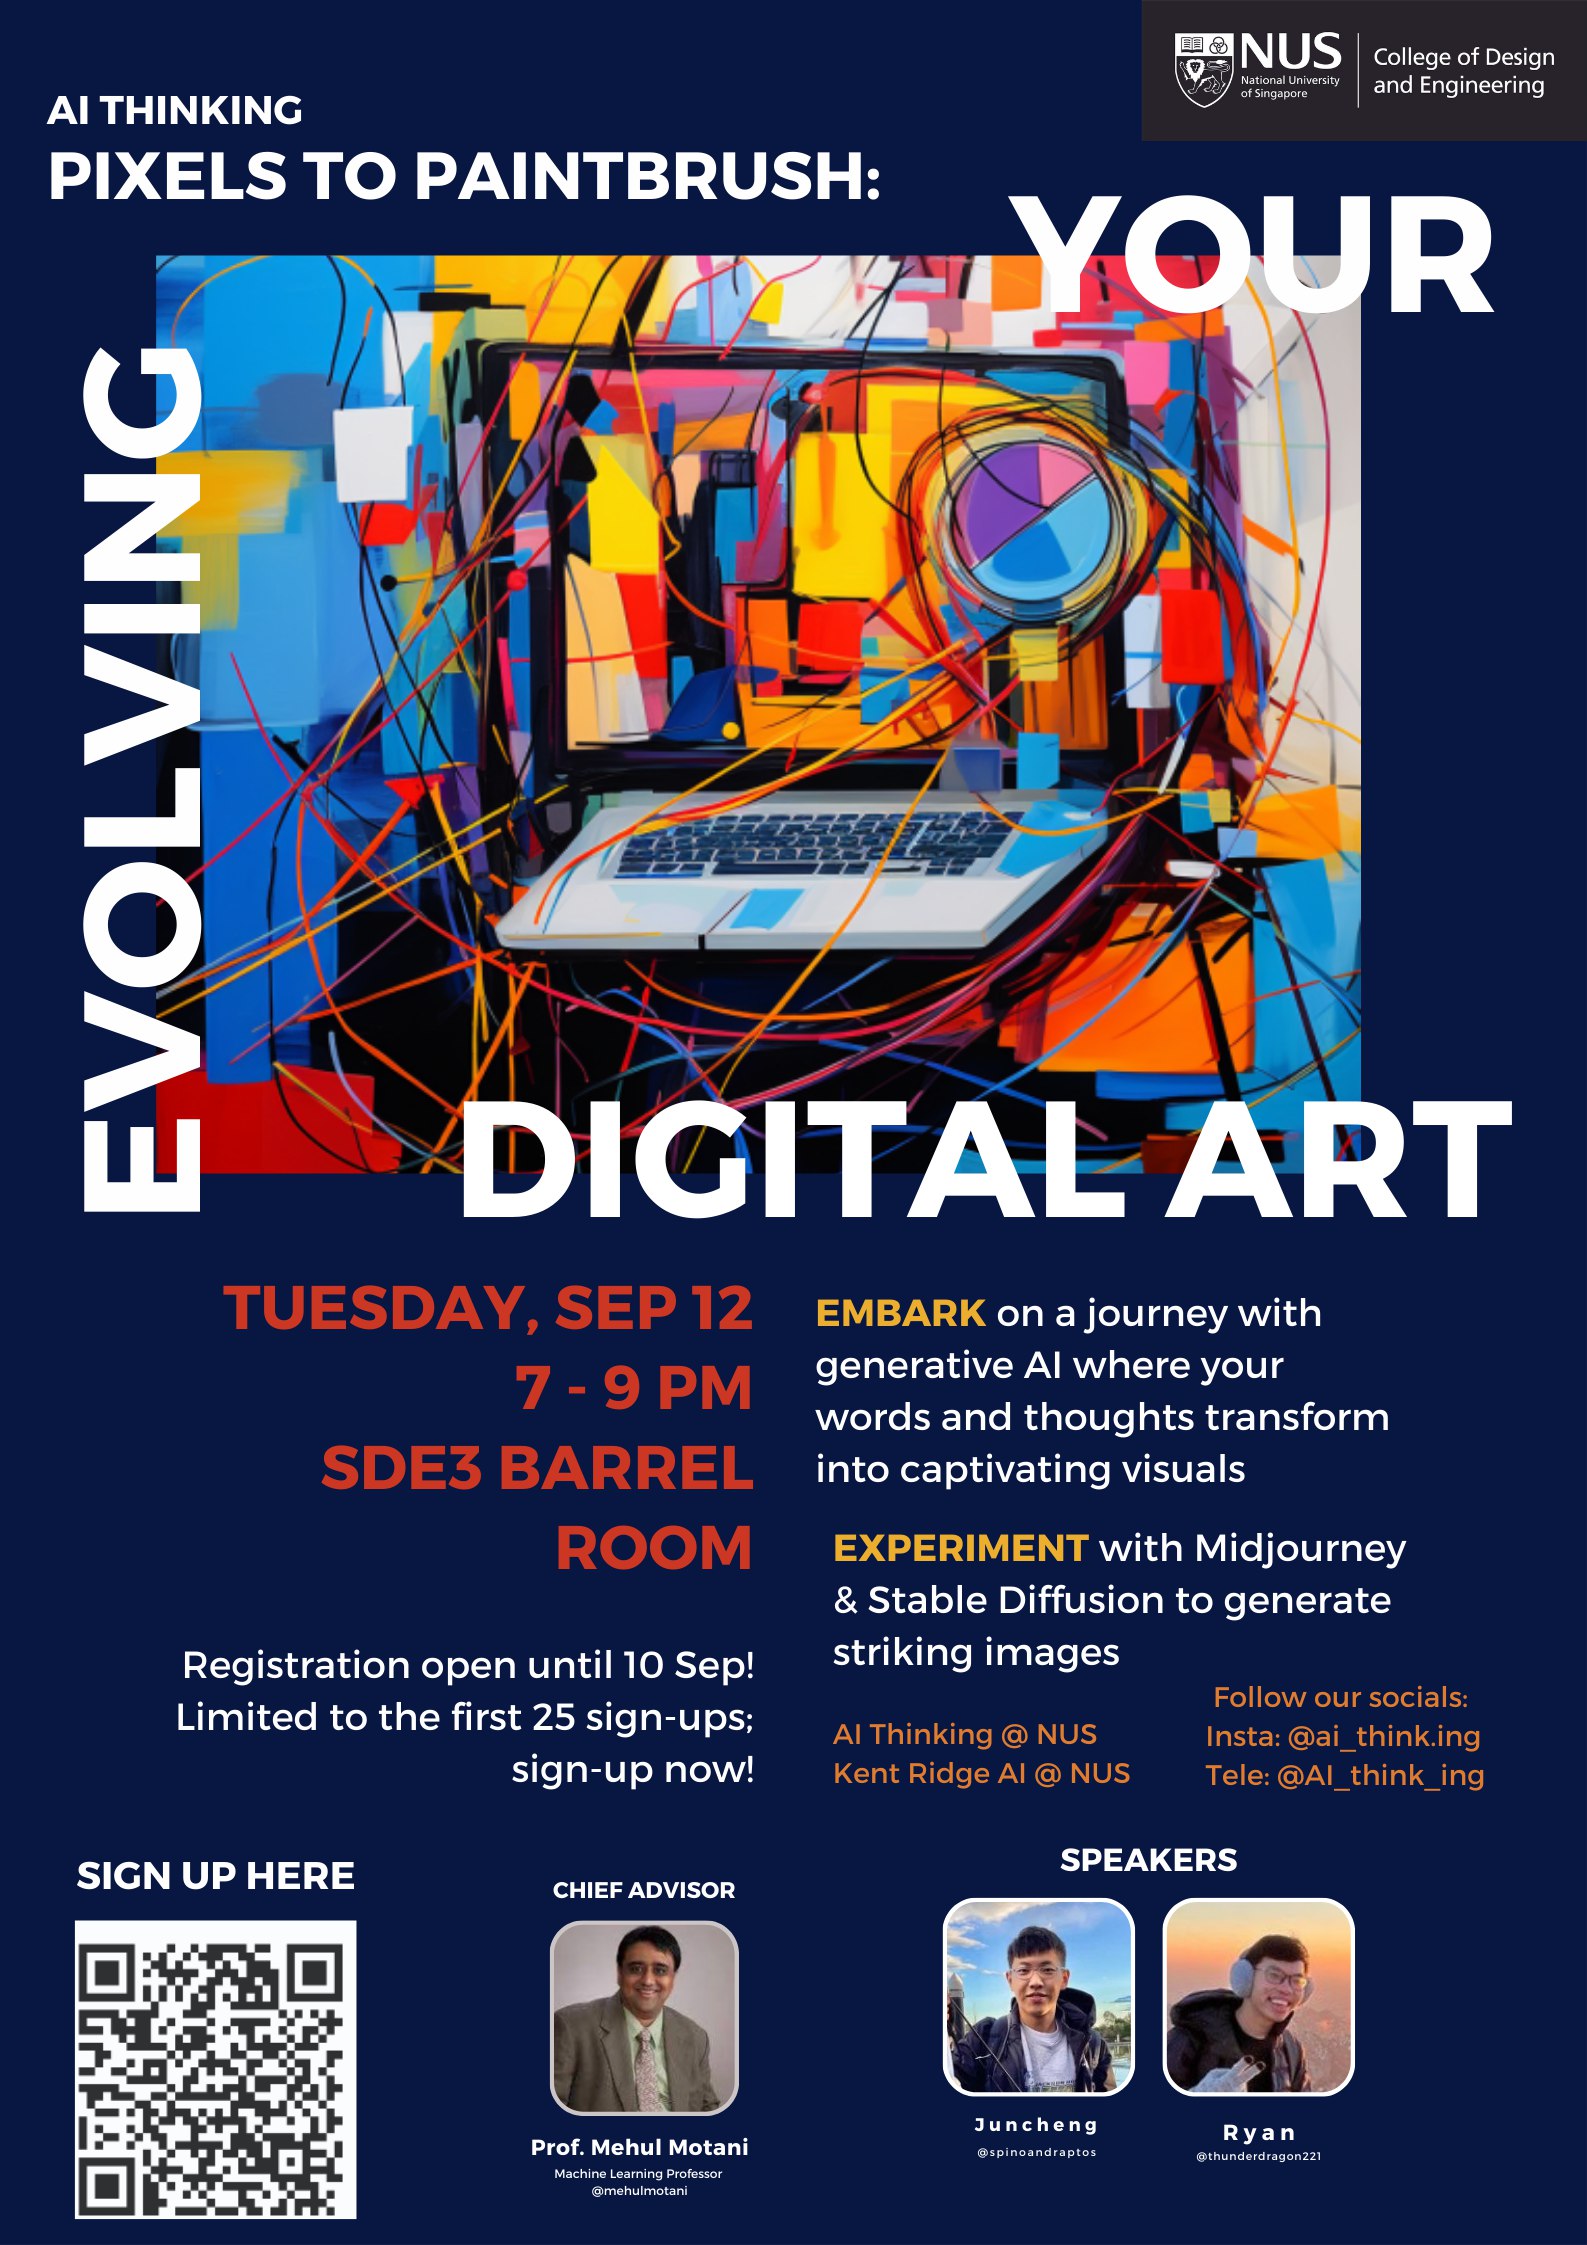 NUS
National University
of Singapore
College of Design
and Engineering
AI THINKING
PIXELS TO PAINTBRUSH:
EVOLVING
YOUR
DIGITAL ART
TUESDAY, SEP 12
7 - 9 PM
SDE3 BARREL
ROOM
Registration open until 10 Sep!
Limited to the first 25 sign-ups;
sign-up now!
EMBARK on a journey with
generative AI where your
words and thoughts transform
into captivating visuals
EXPERIMENT with Midjourney
& Stable Diffusion to generate
striking images
AI Thinking @ NUS
Kent Ridge AI @ NUS
Follow our socials:
Insta: @ai_think.ing
Tele: @AI_think_ing
SIGN UP HERE
CHIEF ADVISOR
Prof. Mehul Motani
Machine Learning Professor
@mehulmotani
SPEAKERS
Juncheng
@spinoandraptos
Ryan
@thunderdragon221